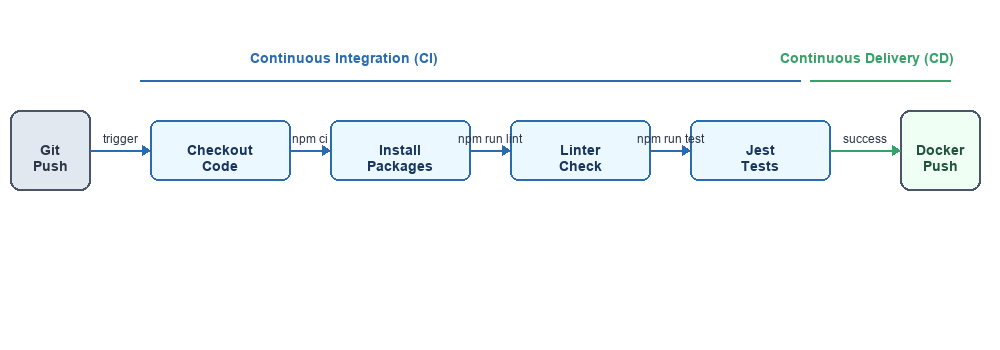 Continuous Integration (CI)
Continuous Delivery (CD)
Git
Push
trigger
Checkout
Code
npm ci
Install
Packages
npm run lint
Linter
Check
npm run test
Jest
Tests
success
Docker
Push